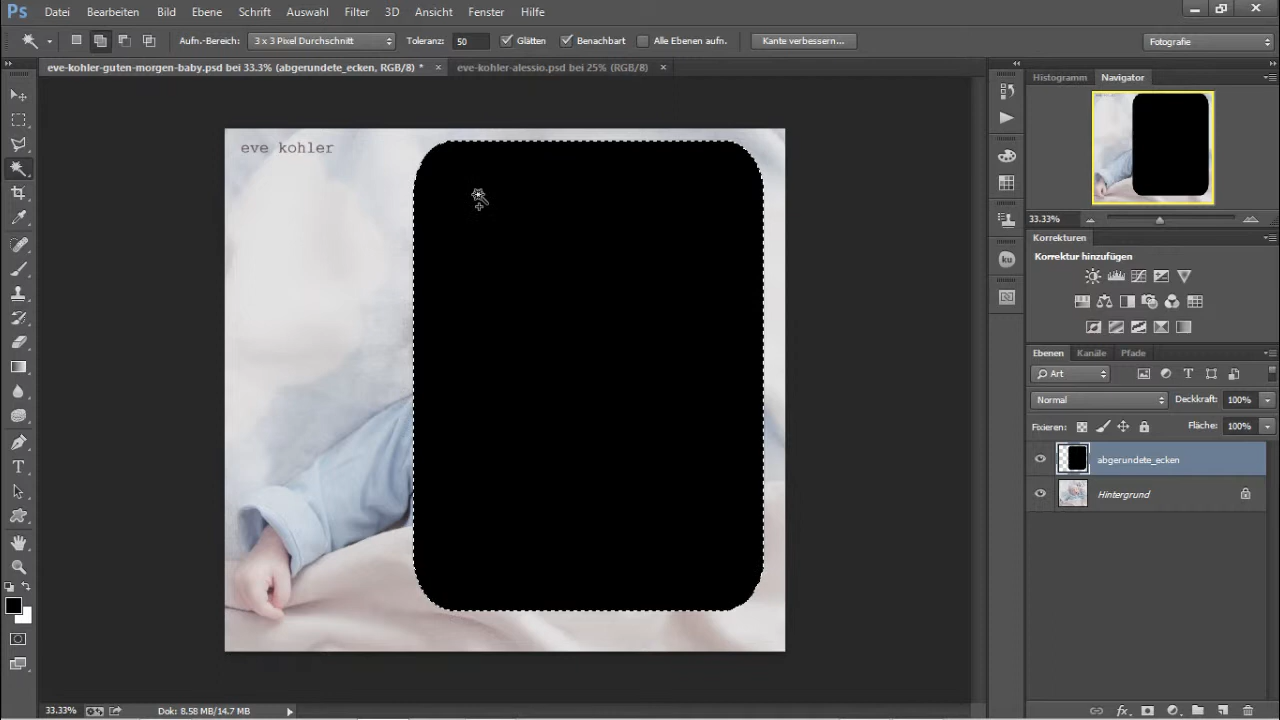 Ps Datei Bearbeiten Bild Ebene Schrift Auswahl Filter 3D Ansicht Fenster Hilfe
Aufn.-Bereich: 3 x 3 Pixel Durchschnitt Toleranz: 50 Glätten Benachbart Alle Ebenen aufn. Kante verbessern... Fotografie
eve-kohler-guten-morgen-baby.psd bei 33.3% (abgerundete_ecken, RGB/8) * × eve-kohler-alessio.psd bei 25% (RGB/8) ×
Histogramm Navigator
eve kohler
33.33%
Korrekturen
Korrektur hinzufügen
ku
Ebenen Kanäle Pfade
Art
Normal Deckkraft: 100%
Fixieren: Fläche: 100%
abgerundete_ecken
Hintergrund
fx
33.33% Dok: 8.58 MB/14.7 MB